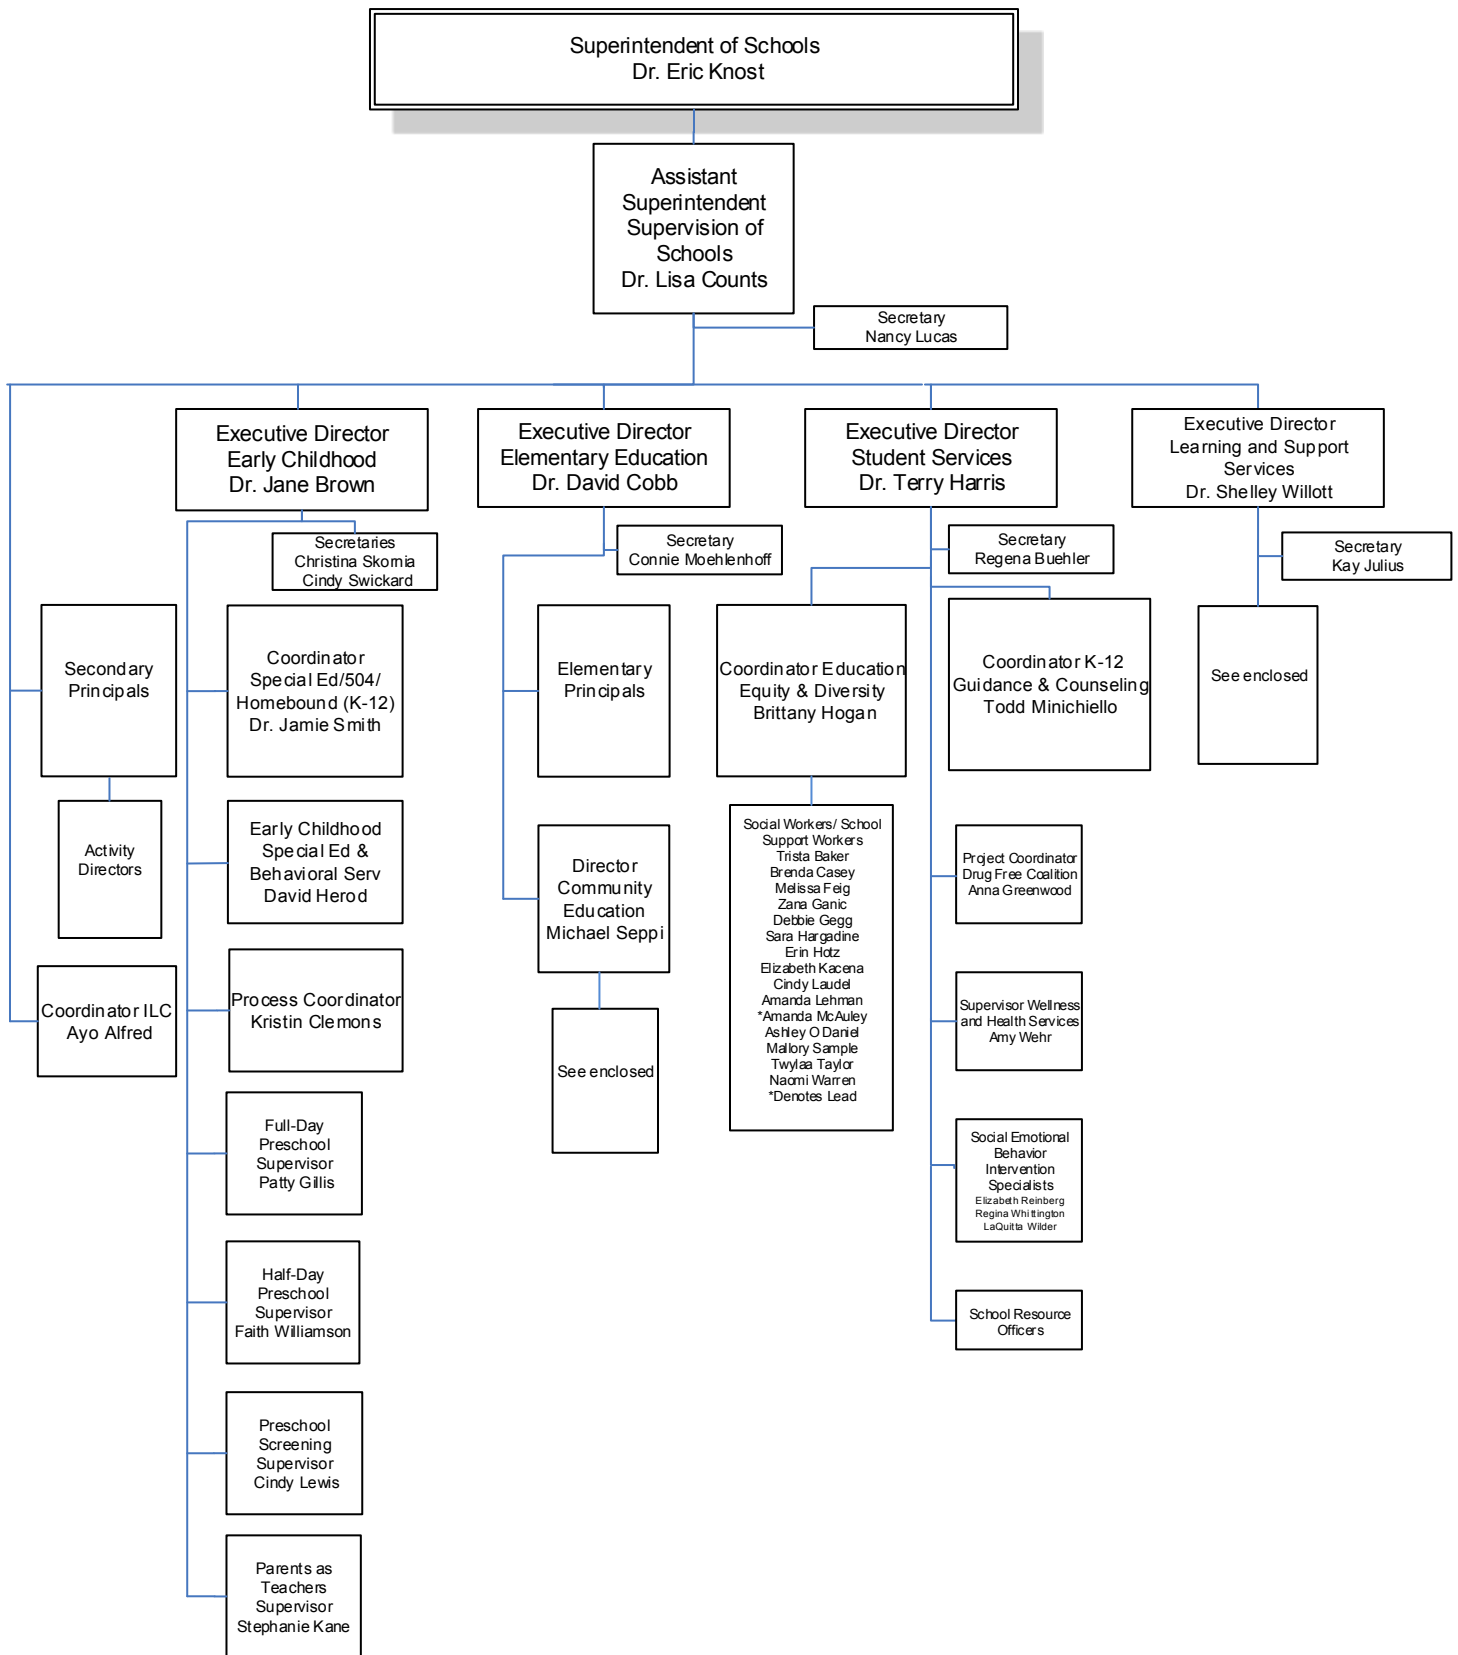 Superintendent of Schools
Dr. Eric Knost
Assistant
Superintendent
Supervision of
Schools
Dr. Lisa Counts
Secretary
Nancy Lucas
Executive Director
Early Childhood
Dr. Jane Brown
Executive Director
Elementary Education
Dr. David Cobb
Executive Director
Student Services
Dr. Terry Harris
Executive Director
Learning and Support
Services
Dr. Shelley Willott
Secretaries
Christina Skornia
Cindy Swickard
Secretary
Connie Moehlenhoff
Secretary
Regena Buehler
Secretary
Kay Julius
Secondary
Principals
Coordinator
Special Ed/504/
Homebound (K-12)
Dr. Jamie Smith
Elementary
Principals
Coordinator Education
Equity & Diversity
Brittany Hogan
Coordinator K-12
Guidance & Counseling
Todd Minichiello
See enclosed
Activity
Directors
Early Childhood
Special Ed &
Behavioral Serv
David Herod
Director
Community
Education
Michael Seppi
Social Workers/ School
Support Workers
Trista Baker
Brenda Casey
Melissa Feig
Zana Ganic
Debbie Gegg
Sara Hargadine
Erin Hotz
Elizabeth Kacena
Cindy Laudel
Amanda Lehman
*Amanda McAuley
Ashley O Daniel
Mallory Sample
Twylaa Taylor
Naomi Warren
*Denotes Lead
Project Coordinator
Drug Free Coalition
Anna Greenwood
Coordinator ILC
Ayo Alfred
Process Coordinator
Kristin Clemons
See enclosed
Supervisor Wellness
and Health Services
Amy Wehr
Full-Day
Preschool
Supervisor
Patty Gillis
Social Emotional
Behavior
Intervention
Specialists
Elizabeth Reinberg
Regina Whittington
LaQuitta Wilder
Half-Day
Preschool
Supervisor
Faith Williamson
School Resource
Officers
Preschool
Screening
Supervisor
Cindy Lewis
Parents as
Teachers
Supervisor
Stephanie Kane